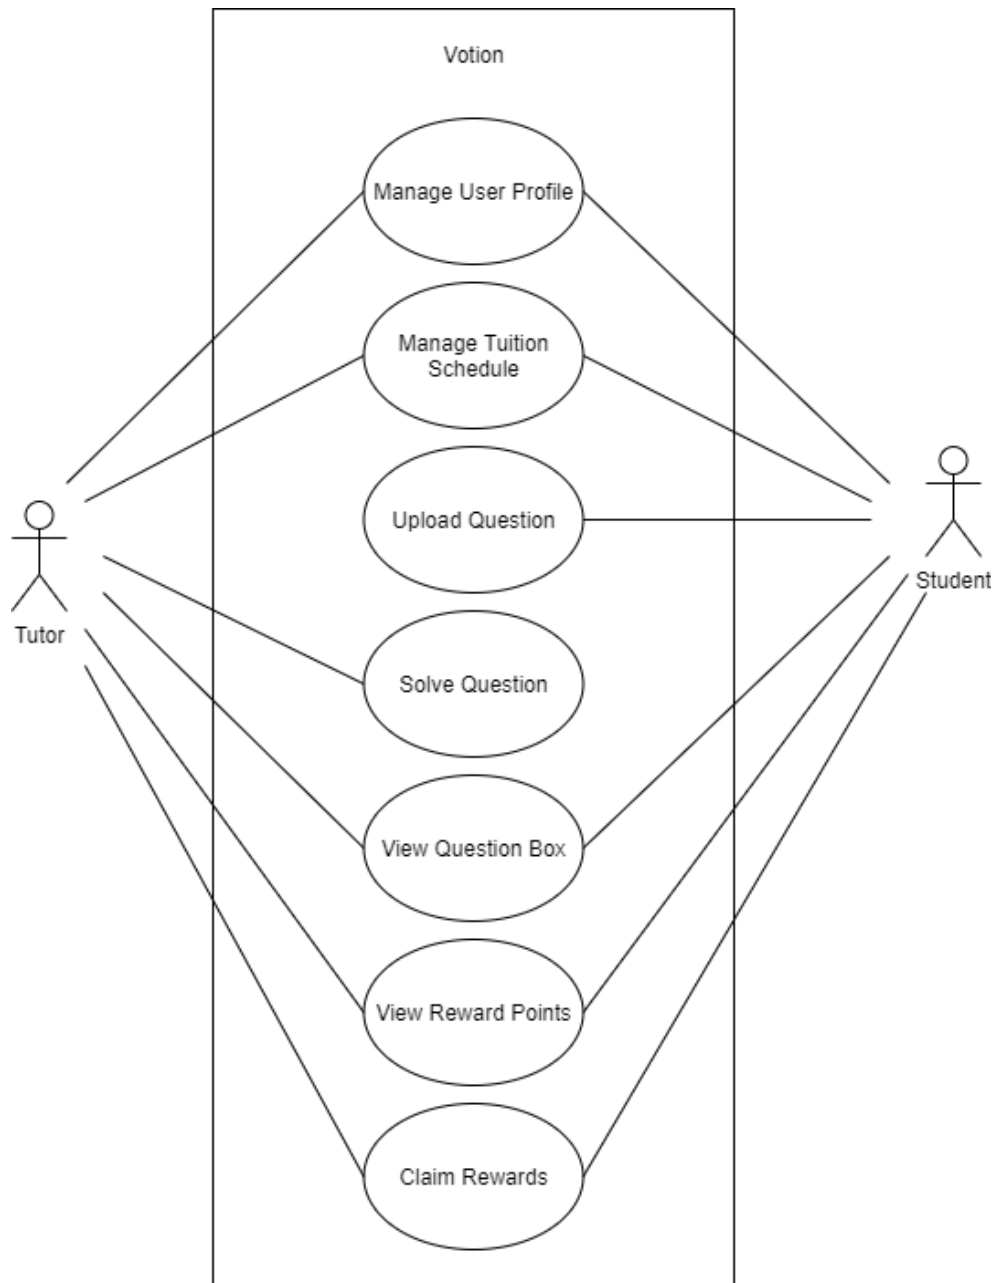 Votion
Manage User Profile
Manage Tuition
Schedule
Upload Question
Student
Tutor
Solve Question
View Question Box
View Reward Points
Claim Rewards